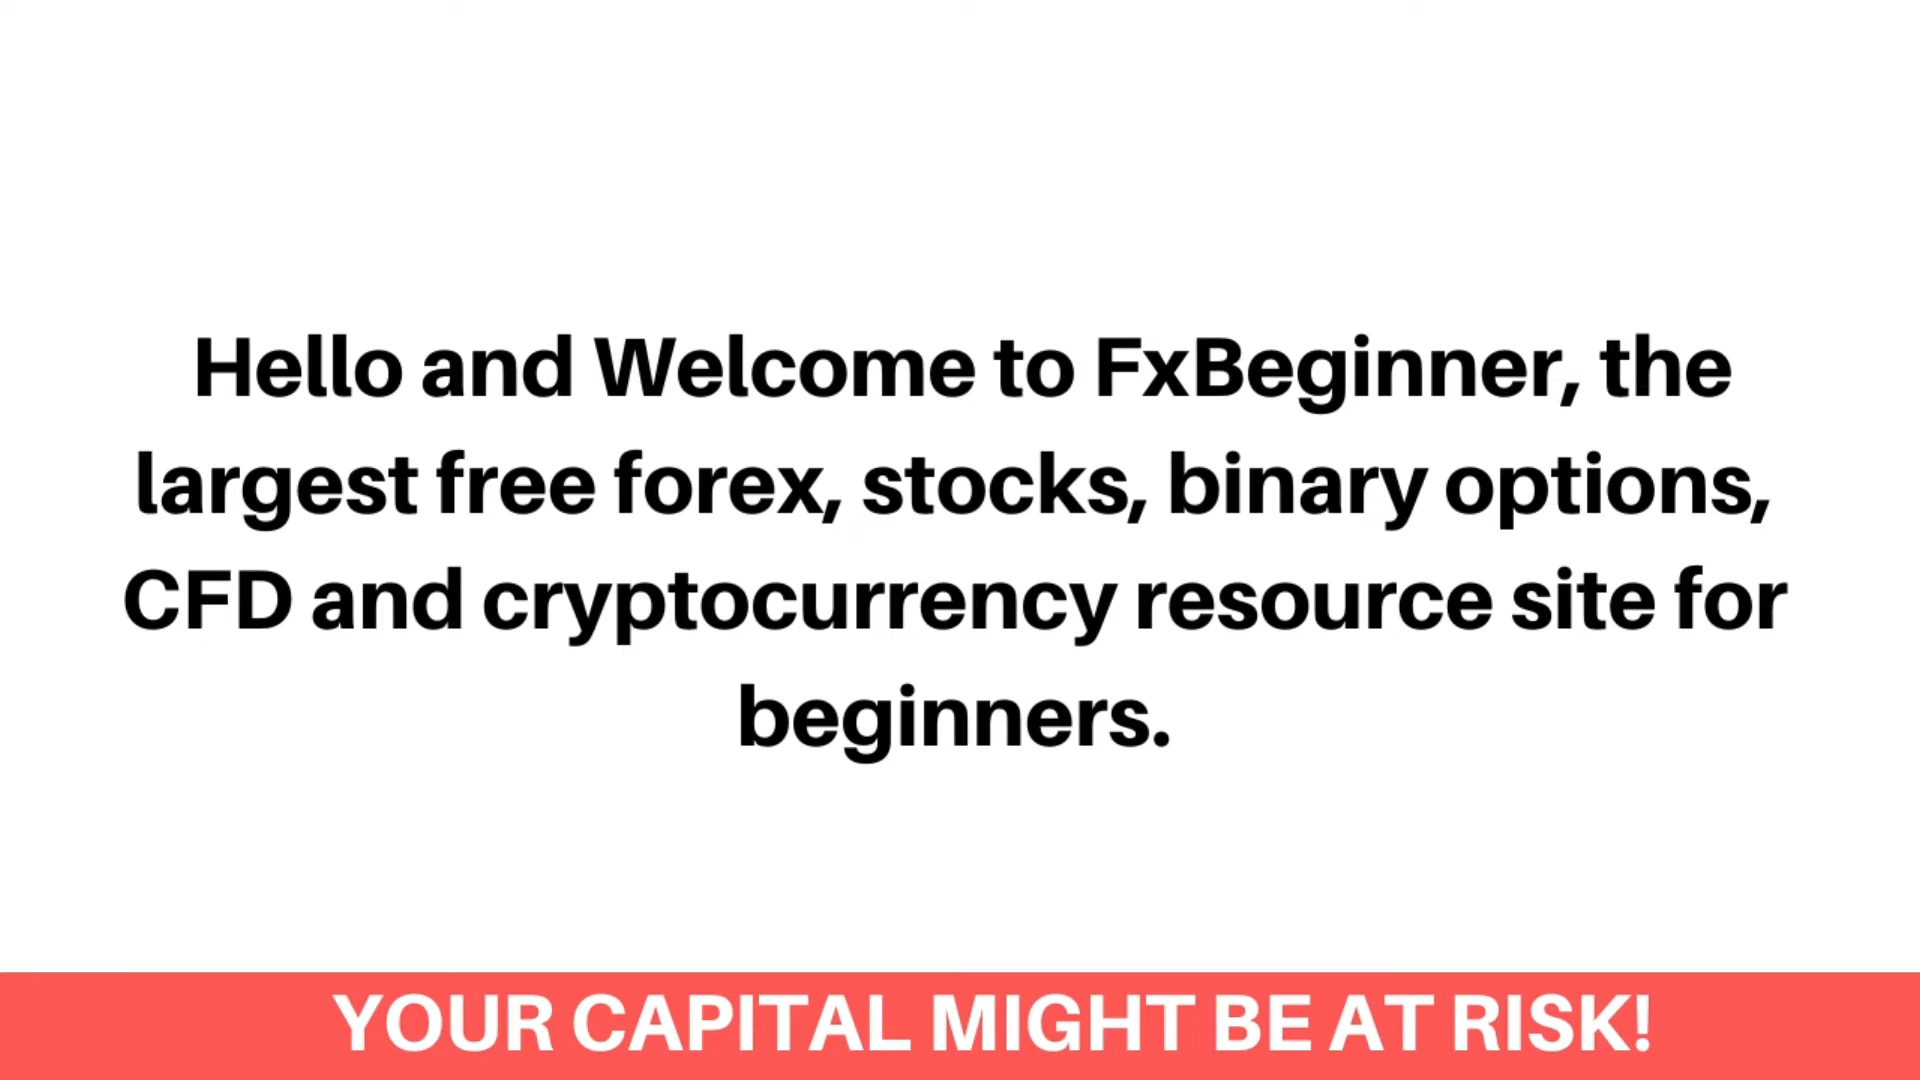 Hello and Welcome to FxBeginner, the
largest free forex, stocks, binary options,
CFD and cryptocurrency resource site for
beginners.
YOUR CAPITAL MIGHT BE AT RISK!